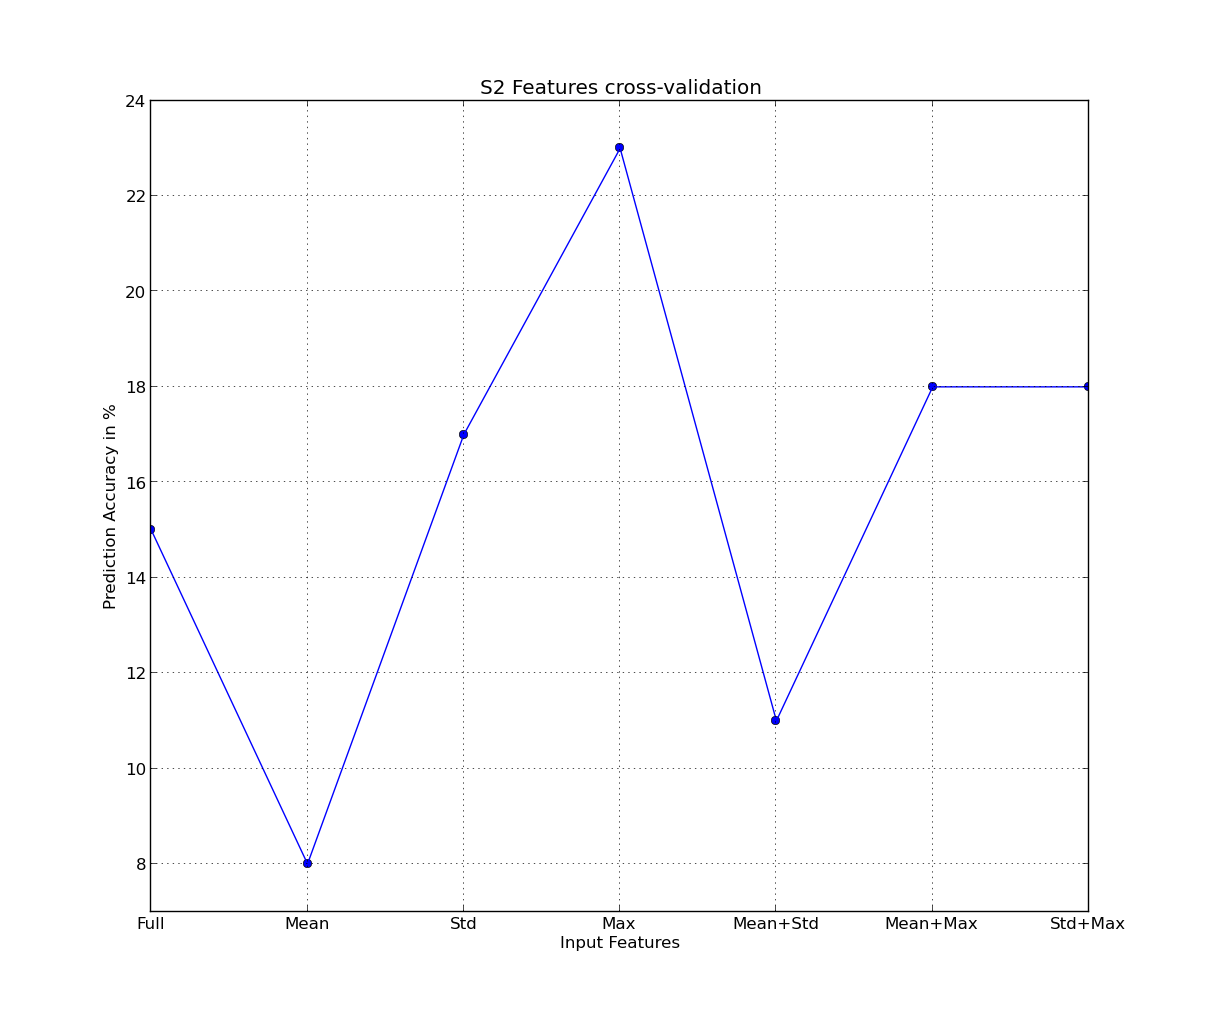 S2 Features cross-validation
24
22
20
18
16
14
12
10
8
Prediction Accuracy in %
Full Mean Std Max Mean+Std Mean+Max Std+Max
Input Features